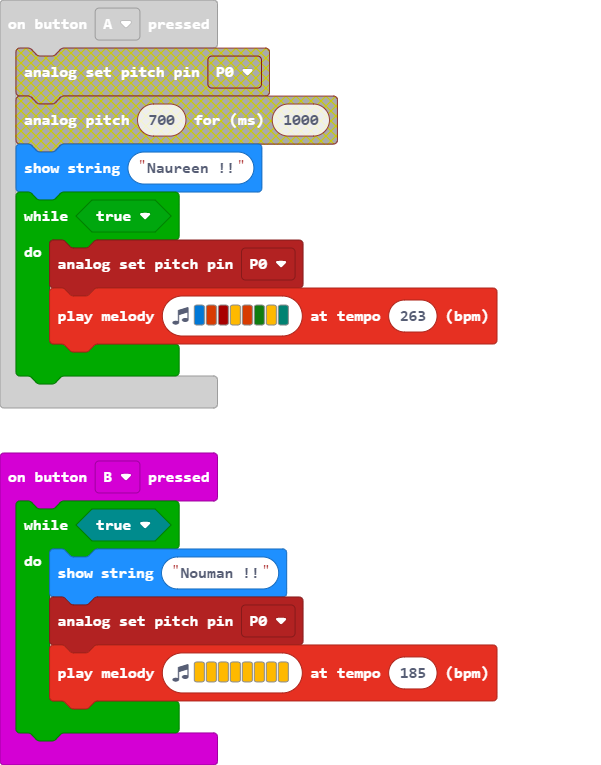 on button A pressed
analog set pitch pin P0
analog pitch 700 for (ms) 1000
show string "Naureen !!"
while true
do
analog set pitch pin P0
play melody at tempo 263 (bpm)
on button B pressed
while true
do
show string "Nouman !!"
analog set pitch pin P0
play melody at tempo 185 (bpm)